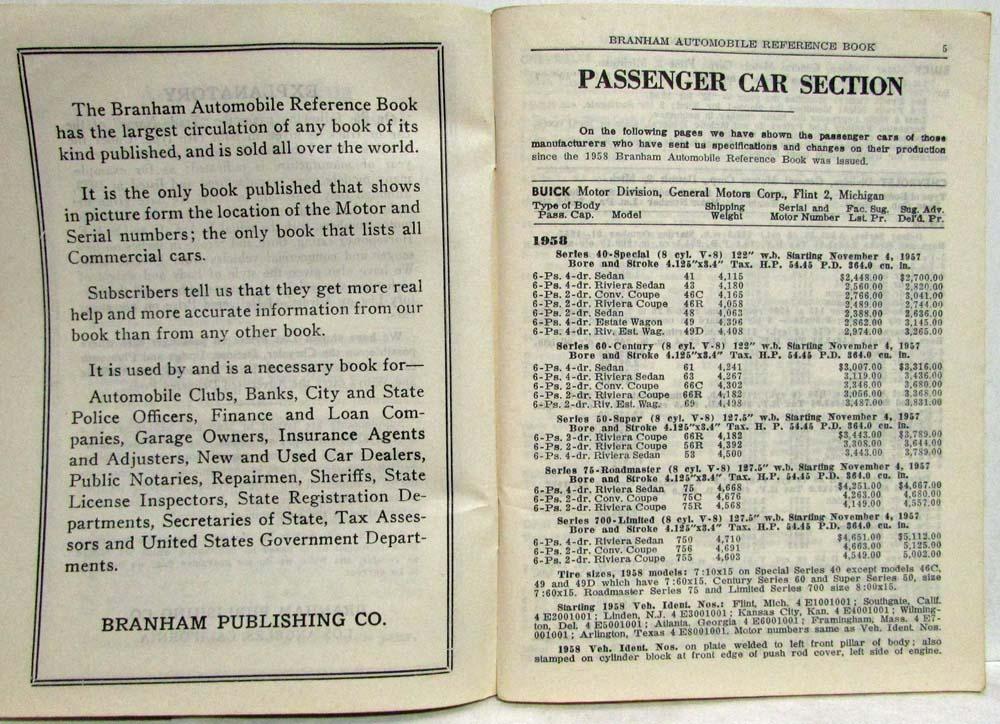 The Branham Automobile Reference Book
has the largest circulation of any book of its
kind published, and is sold all over the world.
It is the only book published that shows
in picture form the location of the Motor and
Serial numbers; the only book that lists all
Commercial cars.
Subscribers tell us that they get more real
help and more accurate information from our
book than from any other book.
It is used by and is a necessary book for—
Automobile Clubs, Banks, City and State
Police Officers, Finance and Loan Com-
panies, Garage Owners, Insurance Agents
and Adjusters, New and Used Car Dealers,
Public Notaries, Repairmen, Sheriffs, State
License Inspectors, State Registration De-
partments, Secretaries of State, Tax Asses-
sors and United States Government Depart-
ments.
BRANHAM PUBLISHING CO.
BRANHAM AUTOMOBILE REFERENCE BOOK 5
PASSENGER CAR SECTION
On the following pages we have shown the passenger cars of those
manufacturers who have sent us specifications and changes on their production
since the 1958 Branham Automobile Reference Book was issued.
BUICK Motor Division, General Motors Corp., Flint 2, Michigan
Type of Body Shipping Serial and Fac. Sug. Sug. Adv.
Pass. Cap. Model Weight Motor Number Lst. Pr. Del'd. Pr.
1958
Series 40-Special (8 cyl. V-8) 122" w.b. Starting November 4, 1957
Bore and Stroke 4.125"x3.4" Tax. H.P. 54.45 P.D. 364.0 cu. in.
6-Ps. 4-dr. Sedan 41 4,115 $2,448.00 $2,700.00
6-Ps. 4-dr. Riviera Sedan 43 4,180 2,560.00 2,820.00
6-Ps. 2-dr. Conv. Coupe 46C 4,165 2,766.00 3,041.00
6-Ps. 2-dr. Riviera Coupe 46R 4,058 2,489.00 2,744.00
6-Ps. 2-dr. Sedan 48 4,063 2,388.00 2,636.00
6-Ps. 4-dr. Estate Wagon 49 4,396 2,862.00 3,145.00
6-Ps. 4-dr. Riv. Est. Wag. 49D 4,408 2,974.00 3,265.00
Series 60-Century (8 cyl. V-8) 122" w.b. Starting November 4, 1957
Bore and Stroke 4.125"x3.4" Tax. H.P. 54.45 P.D. 364.0 cu. in.
6-Ps. 4-dr. Sedan 61 4,241 $3,007.00 $3,316.00
6-Ps. 4-dr. Riviera Sedan 63 4,267 3,119.00 3,436.00
6-Ps. 2-dr. Conv. Coupe 66C 4,302 3,346.00 3,680.00
6-Ps. 2-dr. Riviera Coupe 66R 4,182 3,056.00 3,368.00
6-Ps. 2-dr. Riv. Est. Wag. 69 4,498 3,487.00 3,831.00
Series 50-Super (8 cyl. V-8) 127.5" w.b. Starting November 4, 1957
Bore and Stroke 4.125"x3.4" Tax. H. P. 54.45 P.D. 364.0 cu. in.
6-Ps. 2-dr. Riviera Coupe 66R 4,182 $3,443.00 $3,789.00
6-Ps. 2-dr. Riviera Coupe 56R 4,392 3,308.00 3,644.00
6-Ps. 4-dr. Riviera Sedan 53 4,500 3,443.00 3,789.00
Series 75-Roadmaster (8 cyl. V-8) 127.5" w.b. Starting November 4, 1957
Bore and Stroke 4.125"x3.4" Tax. H.P. 54.45 P.D. 364.0 cu. in.
6-Ps. 4-dr. Riviera Sedan 75 4,668 $4,251.00 $4,667.00
6-Ps. 2-dr. Conv. Coupe 75C 4,676 4,263.00 4,680.00
6-Ps. 2-dr. Riviera Coupe 75R 4,568 4,149.00 4,557.00
Series 700-Limited (8 cyl. V-8) 127.5" w.b. Starting November 4, 1957
Bore and Stroke 4.125"x3.4" Tax. H.P. 54.45 P.D. 364.0 cu. in.
6-Ps. 4-dr. Riviera Sedan 750 4,710 $4,651.00 $5,112.00
6-Ps. 2-dr. Conv. Coupe 756 4,691 4,663.00 5,125.00
6-Ps. 2-dr. Riviera Coupe 755 4,603 4,549.00 5,002.00
Tire sizes, 1958 models: 7:10x15 on Special Series 40 except models 46C,
49 and 49D which have 7:60x15. Century Series 60 and Super Series 50, size
7:60x15. Roadmaster Series 75 and Limited Series 700 size 8:00x15.
Starting 1958 Veh. Ident. Nos.: Flint, Mich. 4E1001001; Southgate, Calif.
4E2001001; Linden, N.J. 4E3001001; Kansas City, Kan. 4E4001001; Wilming-
ton, Del. 4E5001001; Atlanta, Georgia 4E6001001; Framingham, Mass. 4E7-
001001; Arlington, Texas 4E8001001. Motor numbers same as Veh. Ident. Nos.
1958 Veh. Ident. Nos. on plate welded to left front pillar of body; also
stamped on cylinder block at front edge of push rod cover, left side of engine.